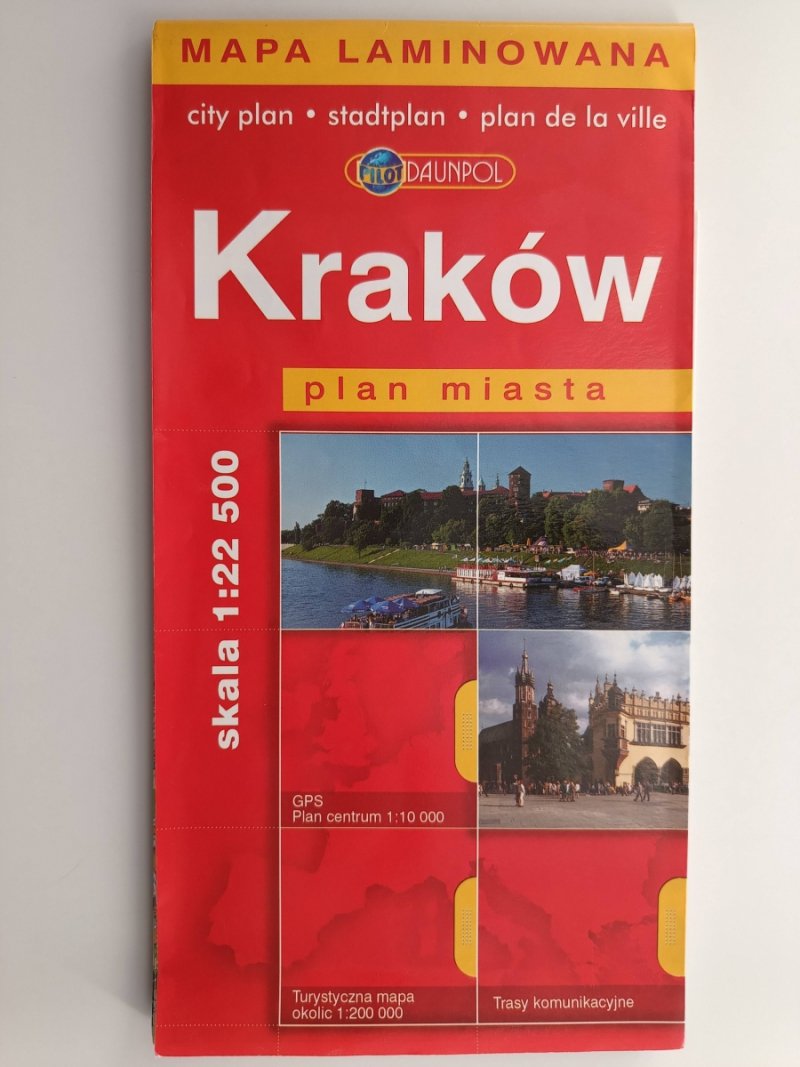 MAPA LAMINOWANA
city plan • stadtplan • plan de la ville
PILOT DAUNPOL
Kraków
plan miasta
skala 1:22 500
GPS
Plan centrum 1:10 000
Turystyczna mapa
okolic 1:200 000
Trasy komunikacyjne